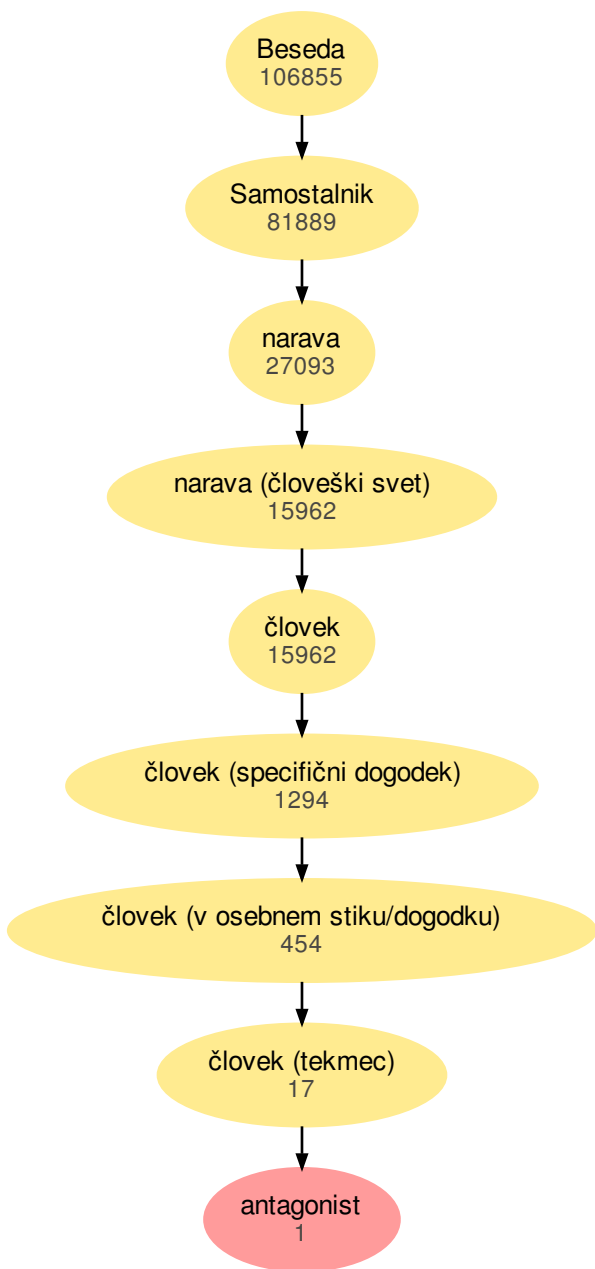 Beseda
106855
Samostalnik
81889
narava
27093
narava (človeški svet)
15962
človek
15962
človek (specifični dogodek)
1294
človek (v osebnem stiku/dogodku)
454
človek (tekmec)
17
antagonist
1